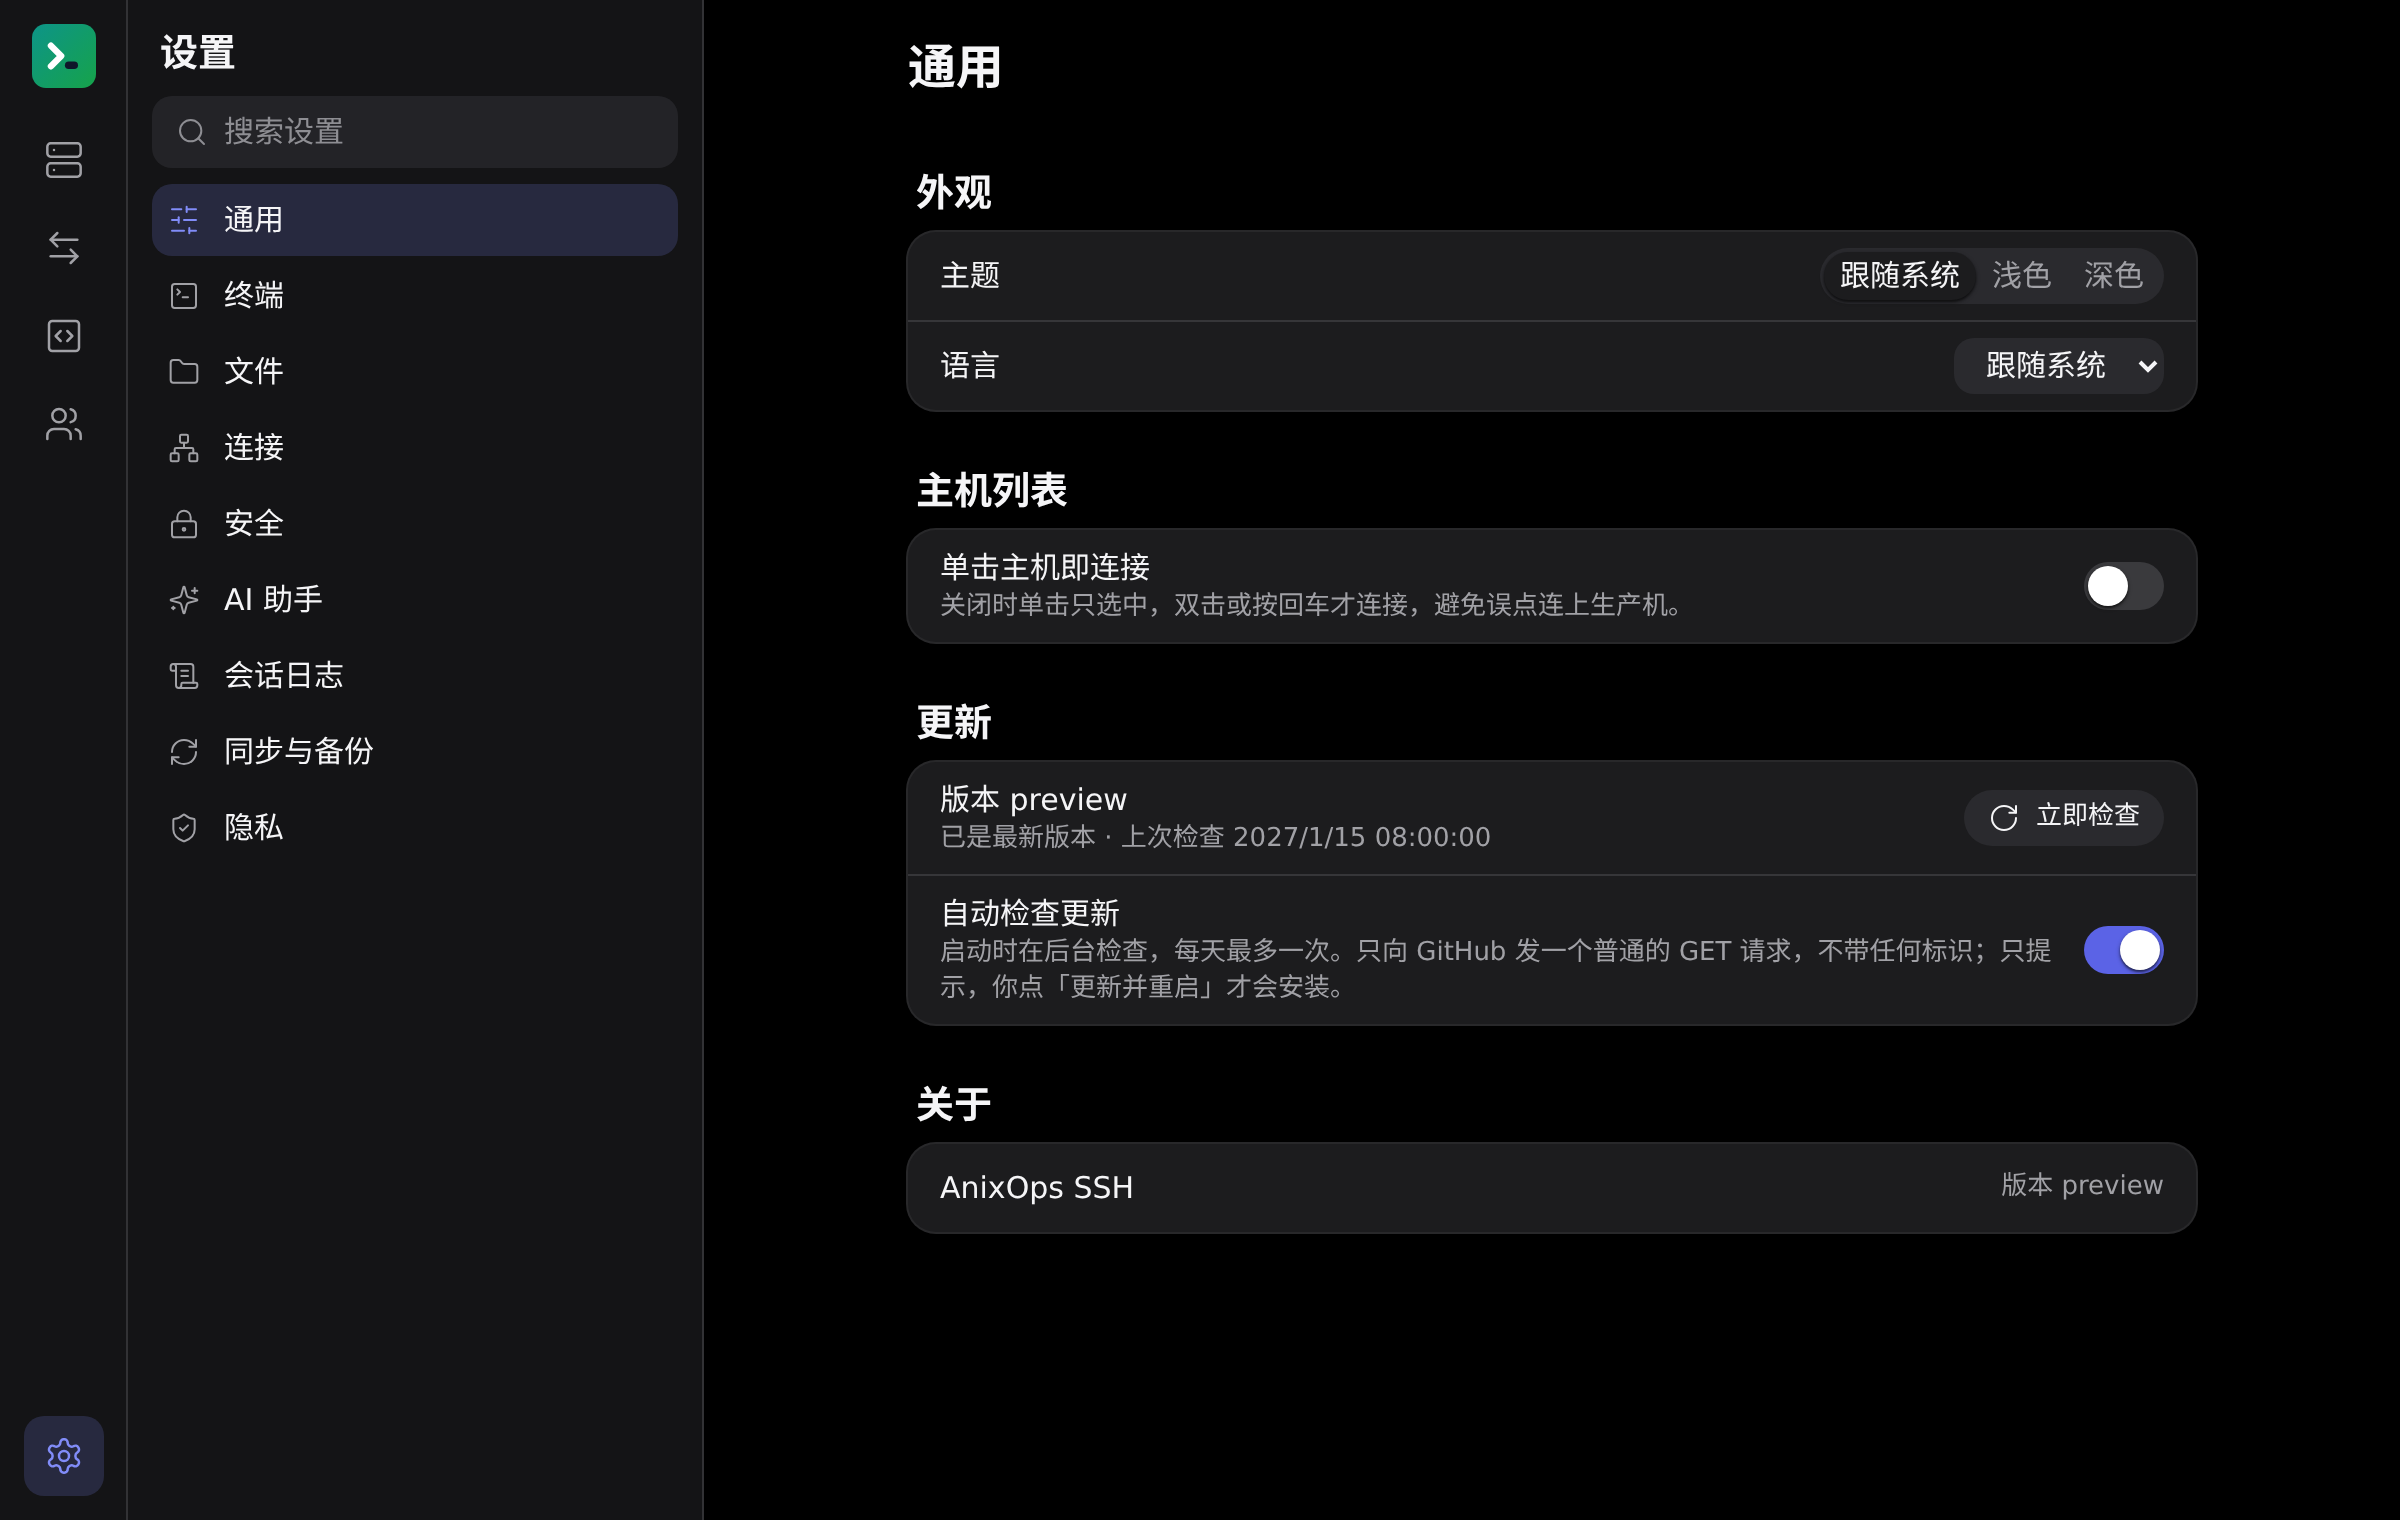 设置
搜索设置
通用
终端
文件
连接
安全
AI 助手
会话日志
同步与备份
隐私
通用
外观
主题
跟随系统 浅色 深色
语言
跟随系统
主机列表
单击主机即连接
关闭时单击只选中，双击或按回车才连接，避免误点连上生产机。
更新
版本 preview
已是最新版本 · 上次检查 2027/1/15 08:00:00
立即检查
自动检查更新
启动时在后台检查，每天最多一次。只向 GitHub 发一个普通的 GET 请求，不带任何标识；只提
示，你点「更新并重启」才会安装。
关于
AnixOps SSH
版本 preview